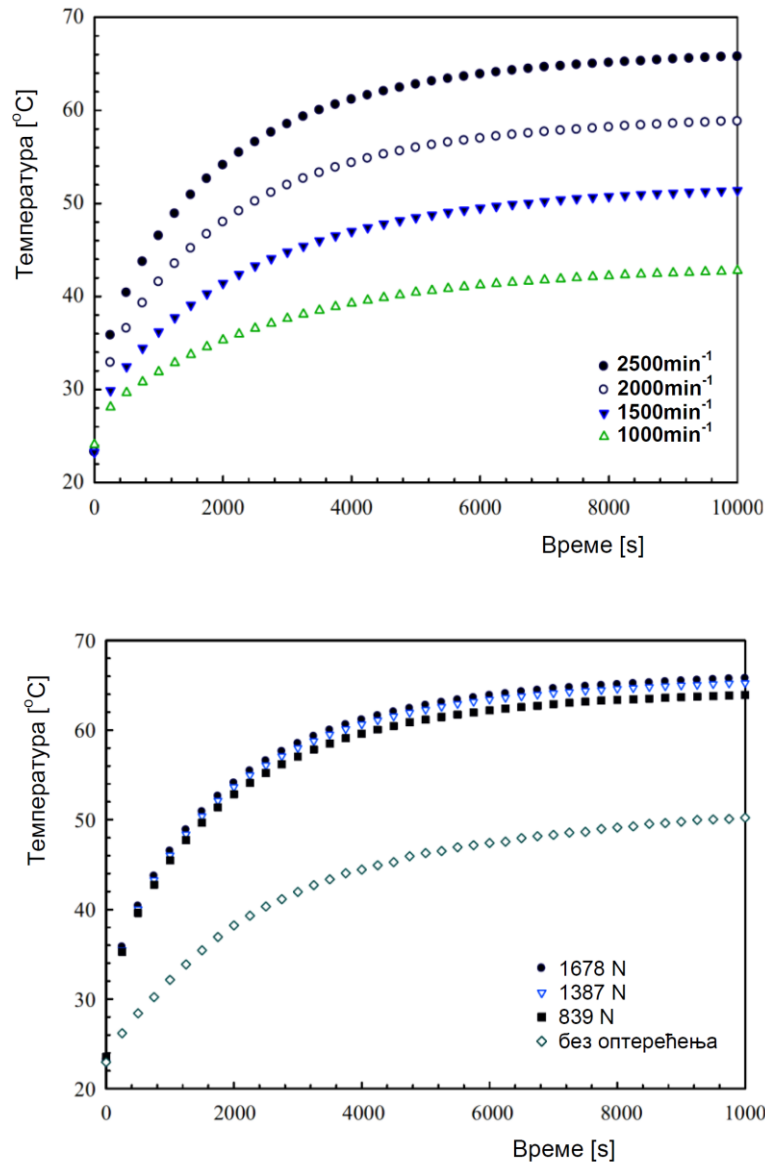 70
60
50
40
30
20
Температура [°C]
2500min⁻¹
2000min⁻¹
1500min⁻¹
1000min⁻¹
0 2000 4000 6000 8000 10000
Време [s]
70
60
50
40
30
20
Температура [°C]
1678 N
1387 N
839 N
без оптерећења
0 2000 4000 6000 8000 1000
Време [s]